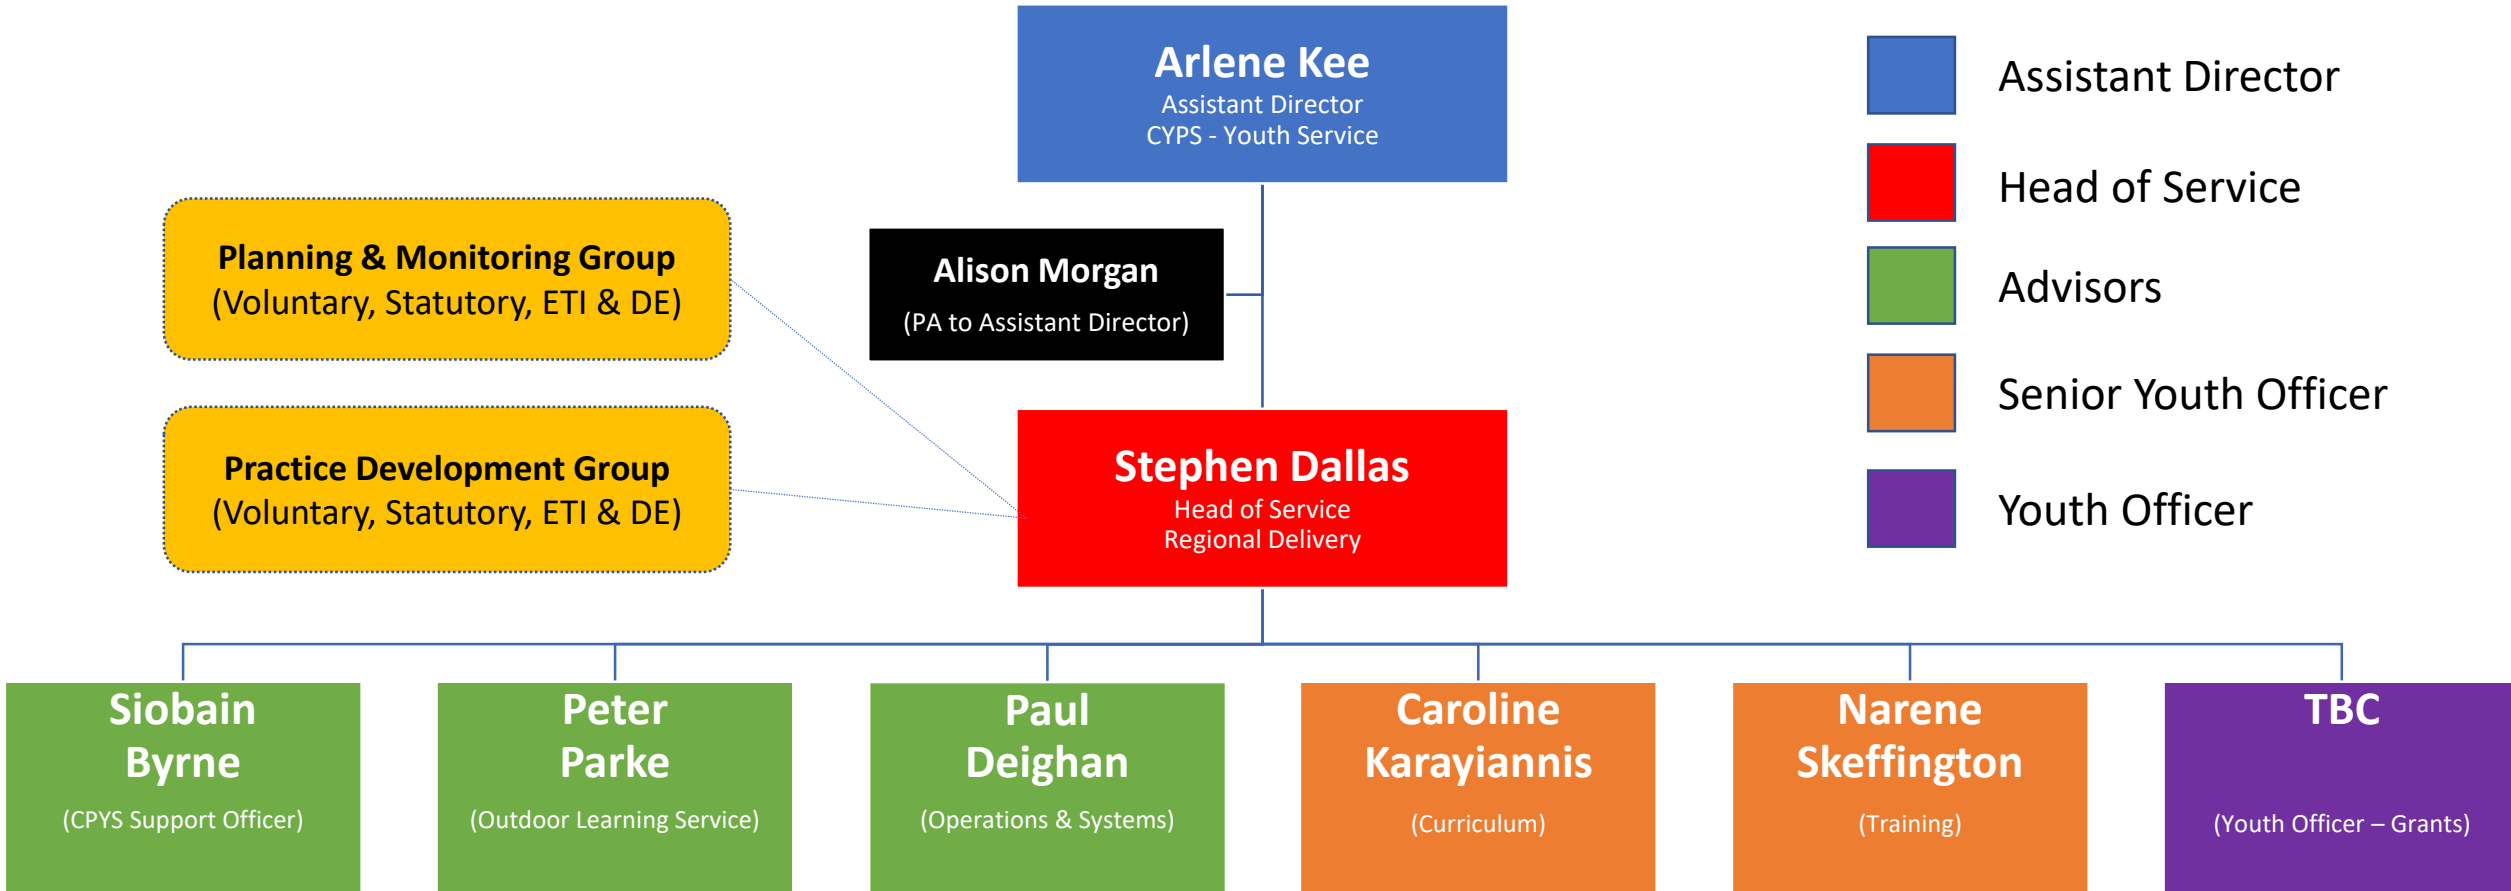 Arlene Kee
Assistant Director
CYPS - Youth Service
Assistant Director
Head of Service
Advisors
Senior Youth Officer
Youth Officer
Planning & Monitoring Group
(Voluntary, Statutory, ETI & DE)
Alison Morgan
(PA to Assistant Director)
Practice Development Group
(Voluntary, Statutory, ETI & DE)
Stephen Dallas
Head of Service
Regional Delivery
Siobain
Byrne
(CPYS Support Officer)
Peter
Parke
(Outdoor Learning Service)
Paul
Deighan
(Operations & Systems)
Caroline
Karayiannis
(Curriculum)
Narene
Skeffington
(Training)
TBC
(Youth Officer – Grants)